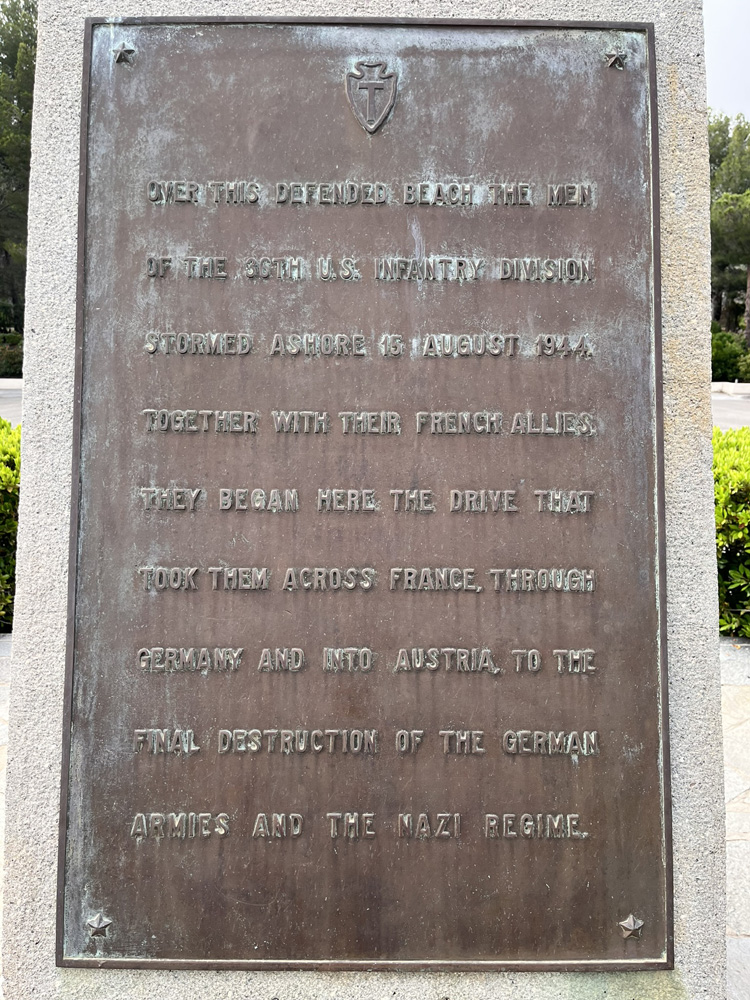 T
OVER THIS DEFENDED BEACH THE MEN
OF THE 36TH U.S. INFANTRY DIVISION
STORMED ASHORE 15 AUGUST 1944.
TOGETHER WITH THEIR FRENCH ALLIES
THEY BEGAN HERE THE DRIVE THAT
TOOK THEM ACROSS FRANCE, THROUGH
GERMANY AND INTO AUSTRIA, TO THE
FINAL DESTRUCTION OF THE GERMAN
ARMIES AND THE NAZI REGIME.